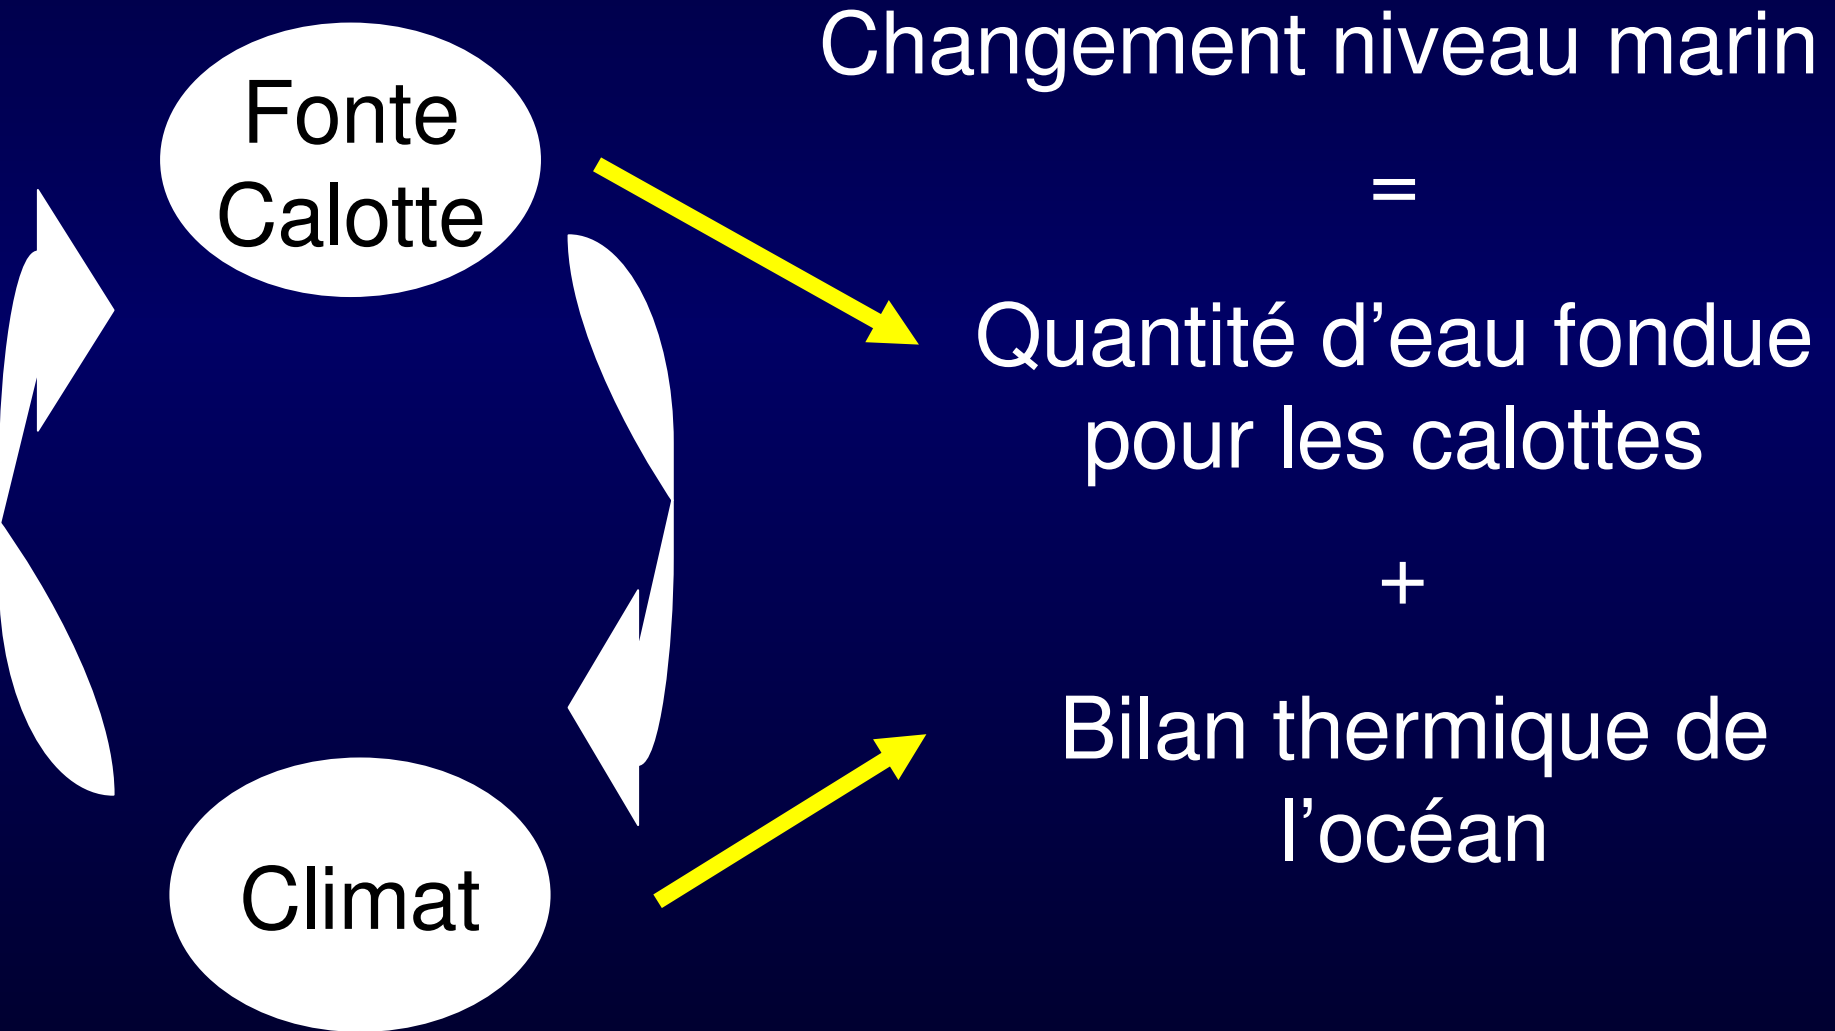 Fonte
Calotte
Climat
Changement niveau marin
=
Quantité d’eau fondue
pour les calottes
+
Bilan thermique de
l’océan